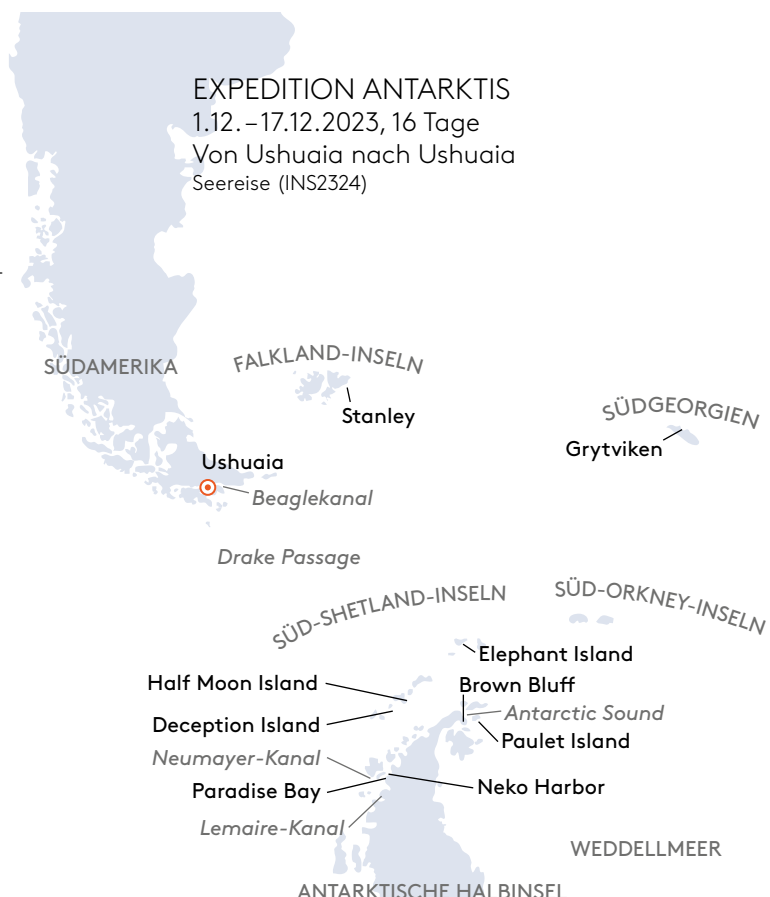 EXPEDITION ANTARKTIS
1.12. – 17.12.2023, 16 Tage
Von Ushuaia nach Ushuaia
Seereise (INS2324)
SÜDAMERIKA
FALKLAND-INSELN
Stanley
SÜDGEORGIEN
Grytviken
Ushuaia
Beaglekanal
Drake Passage
SÜD-SHETLAND-INSELN
SÜD-ORKNEY-INSELN
Elephant Island
Half Moon Island
Brown Bluff
Antarctic Sound
Deception Island
Paulet Island
Neumayer-Kanal
Paradise Bay
Neko Harbor
Lemaire-Kanal
WEDDELLMEER
ANTARKTISCHE HALBINSEL